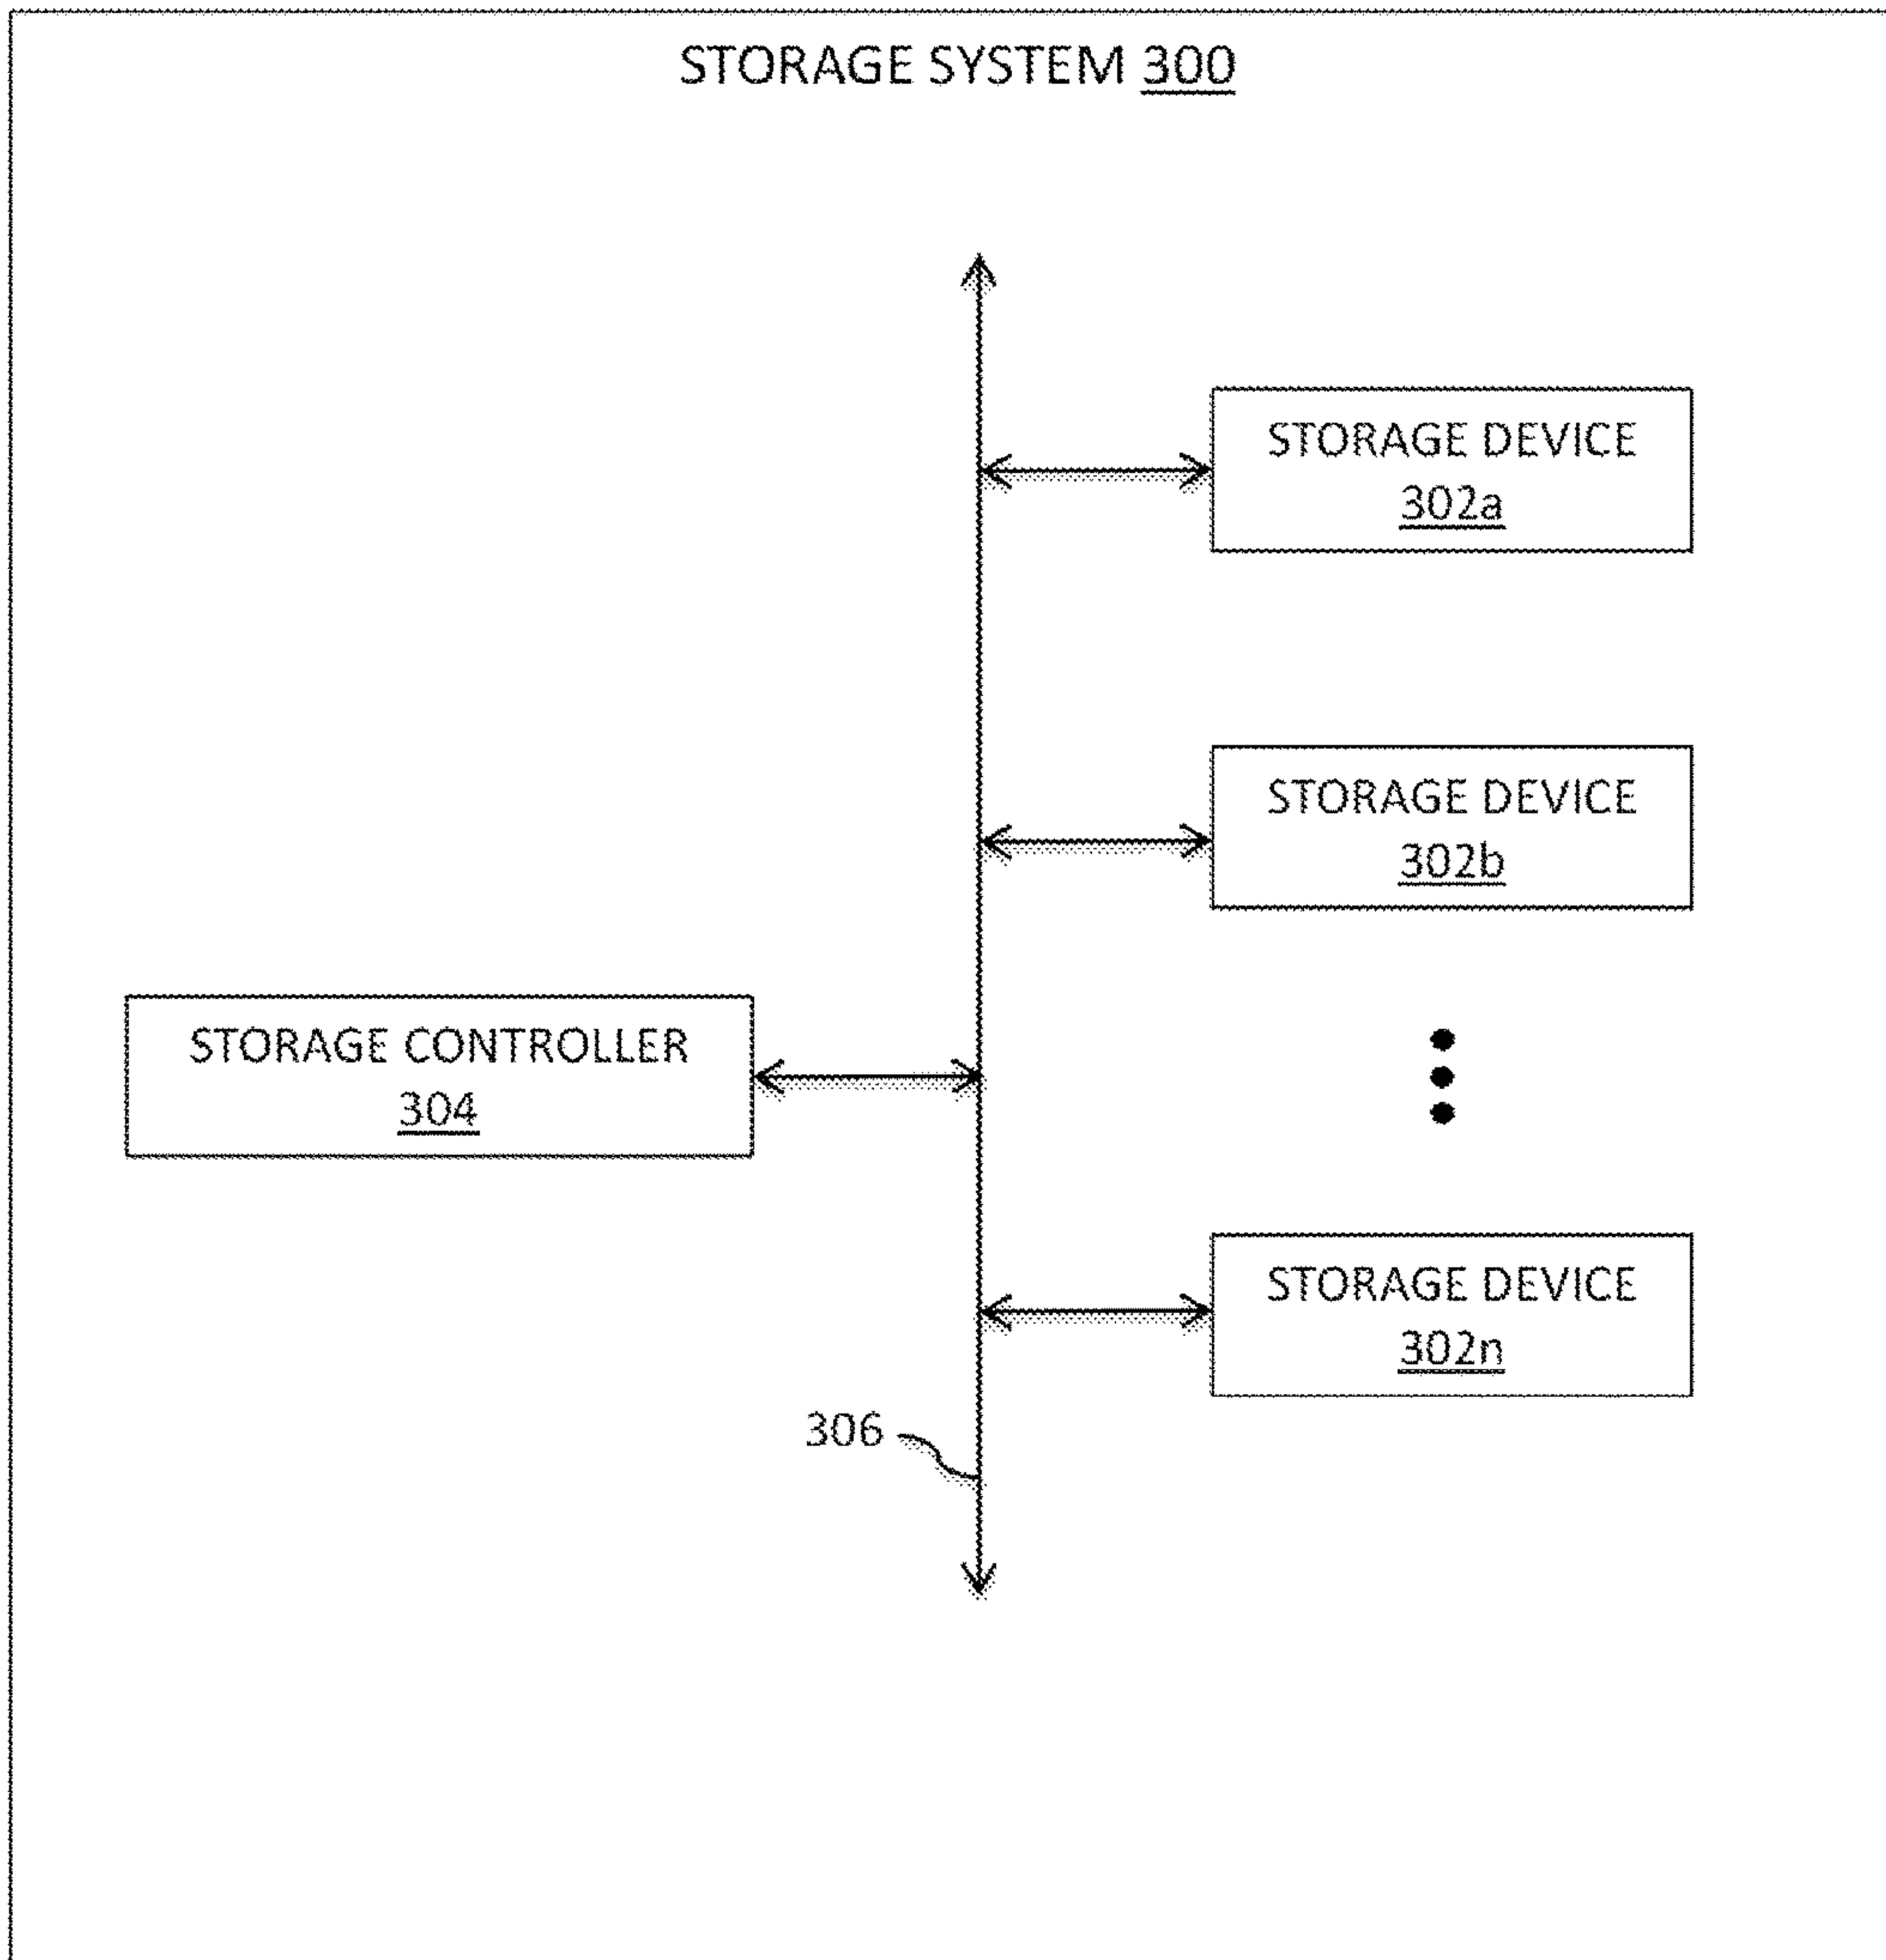 STORAGE SYSTEM 300
STORAGE DEVICE
302a
STORAGE DEVICE
302b
STORAGE CONTROLLER
304
STORAGE DEVICE
302n
306